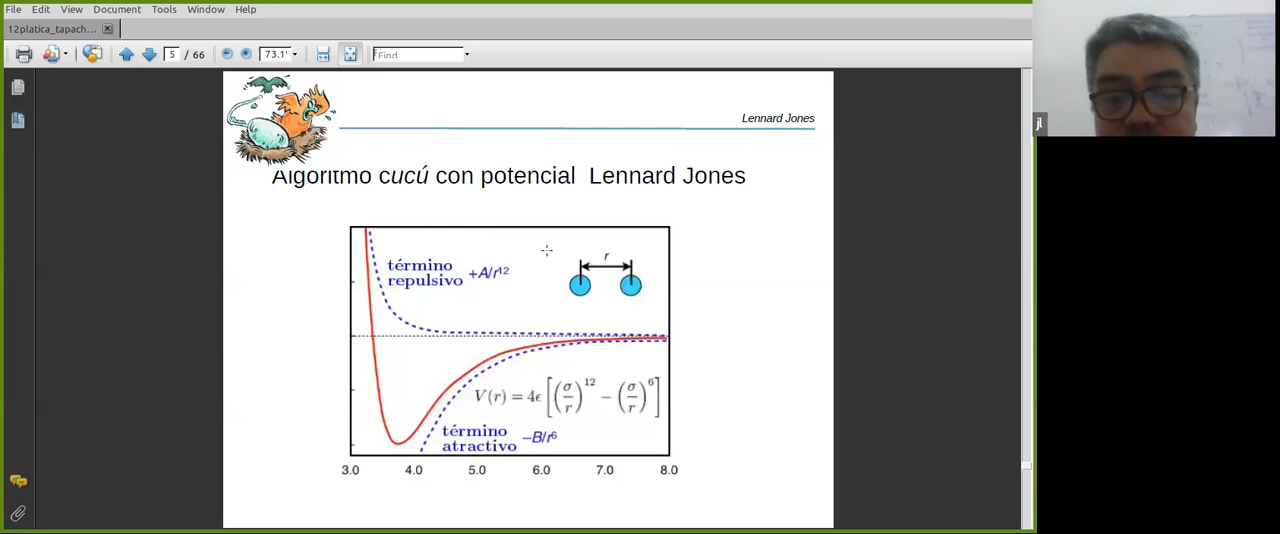 File Edit View Document Tools Window Help
12platica_tapach...
5 / 66
73.1
Find
Lennard Jones
Algoritmo cucú con potencial Lennard Jones
término
repulsivo +A/r¹²
r
V(r) = 4ϵ [(σ/r)¹² − (σ/r)⁶]
término
atractivo −B/r⁶
3.0 4.0 5.0 6.0 7.0 8.0
jl